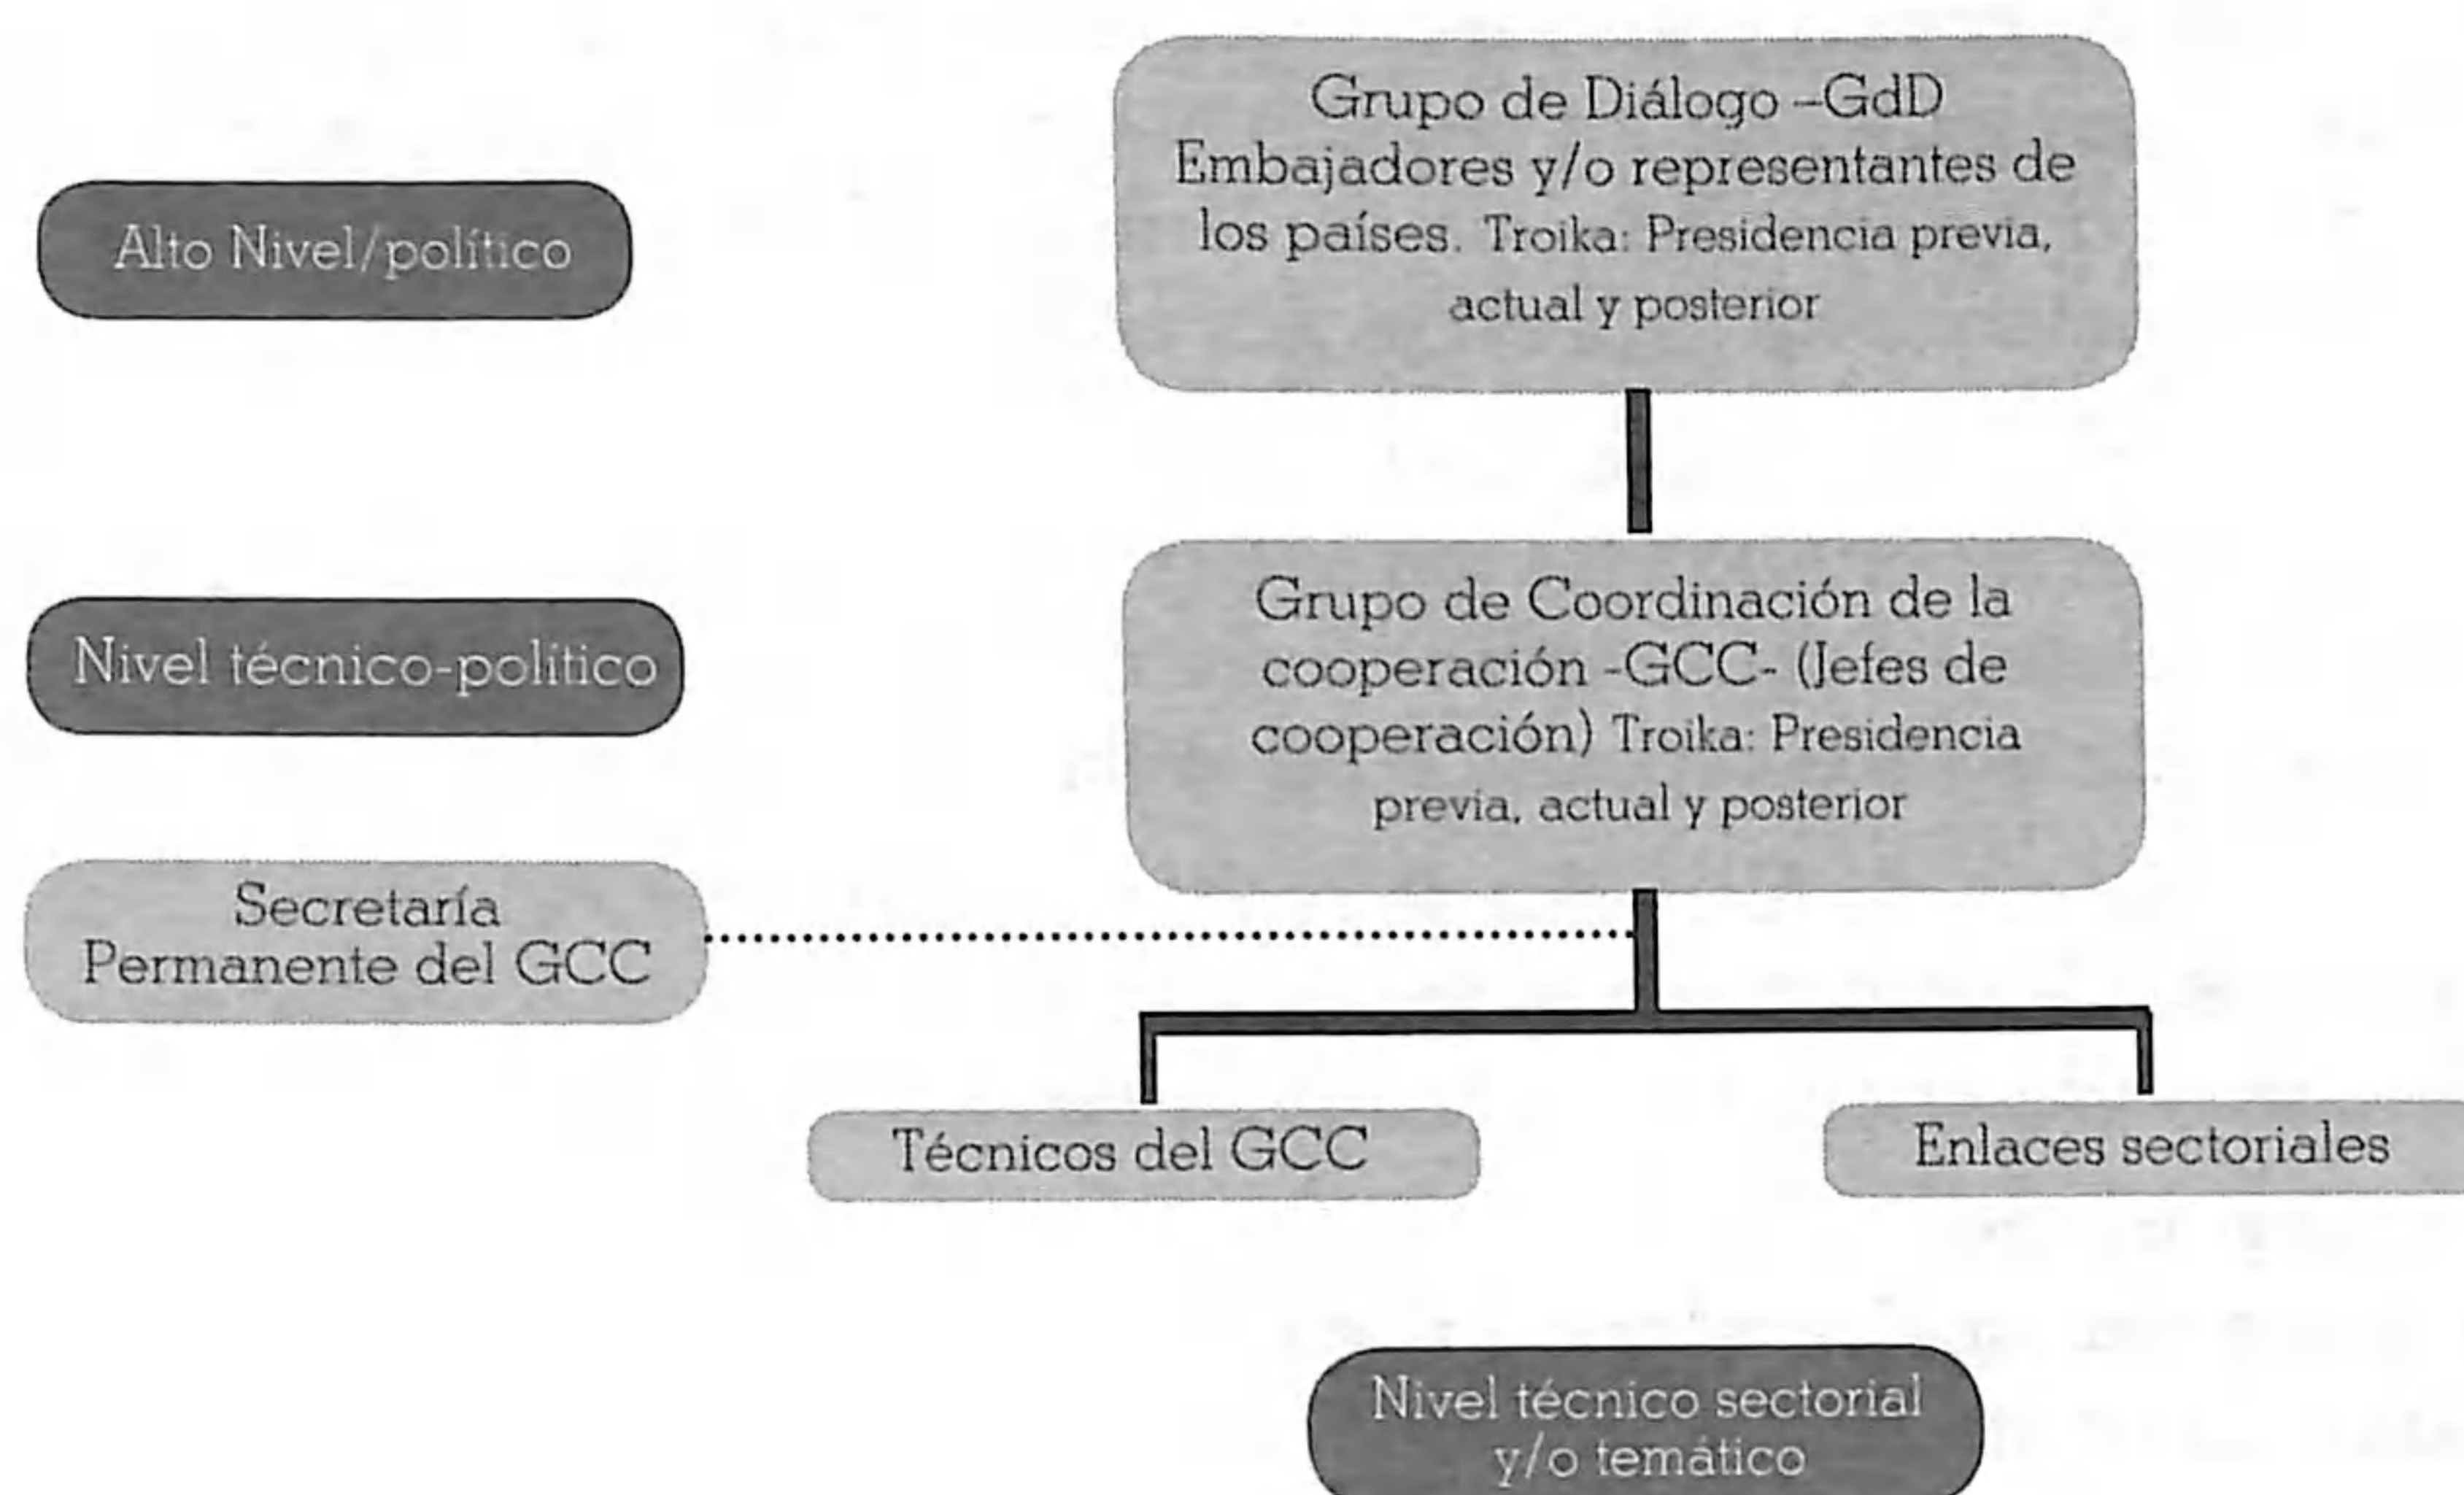 Grupo de Diálogo –GdD
Embajadores y/o representantes de
los países. Troika: Presidencia previa,
actual y posterior
Alto Nivel/político
Grupo de Coordinación de la
cooperación -GCC- (Jefes de
cooperación) Troika: Presidencia
previa, actual y posterior
Nivel técnico-político
Secretaría
Permanente del GCC
Técnicos del GCC
Enlaces sectoriales
Nivel técnico sectorial
y/o temático